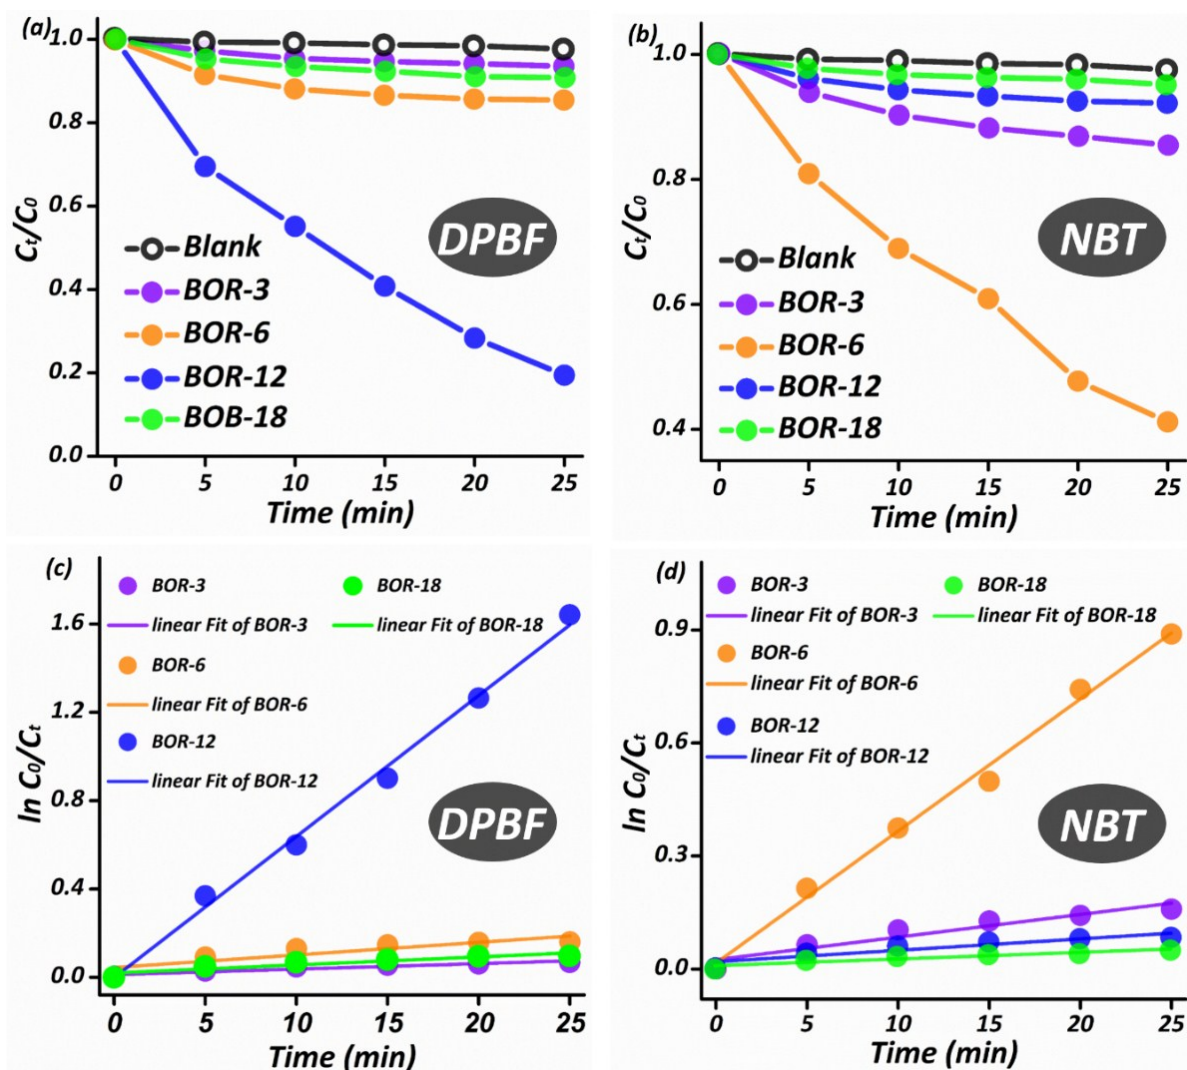 (a)
1.0
0.8
0.6
0.4
0.2
0.0
Ct/C0
DPBF
Blank
BOR-3
BOR-6
BOR-12
BOB-18
0 5 10 15 20 25
Time (min)
(b)
1.0
0.8
0.6
0.4
Ct/C0
NBT
Blank
BOR-3
BOR-6
BOR-12
BOR-18
0 5 10 15 20 25
Time (min)
(c)
1.6
1.2
0.8
0.4
0.0
ln C0/Ct
BOR-3 BOR-18
linear Fit of BOR-3 linear Fit of BOR-18
BOR-6
linear Fit of BOR-6
BOR-12
linear Fit of BOR-12
DPBF
0 5 10 15 20 25
Time (min)
(d)
0.9
0.6
0.3
0.0
ln C0/Ct
BOR-3 BOR-18
linear Fit of BOR-3 linear Fit of BOR-18
BOR-6
linear Fit of BOR-6
BOR-12
linear Fit of BOR-12
NBT
0 5 10 15 20 25
Time (min)